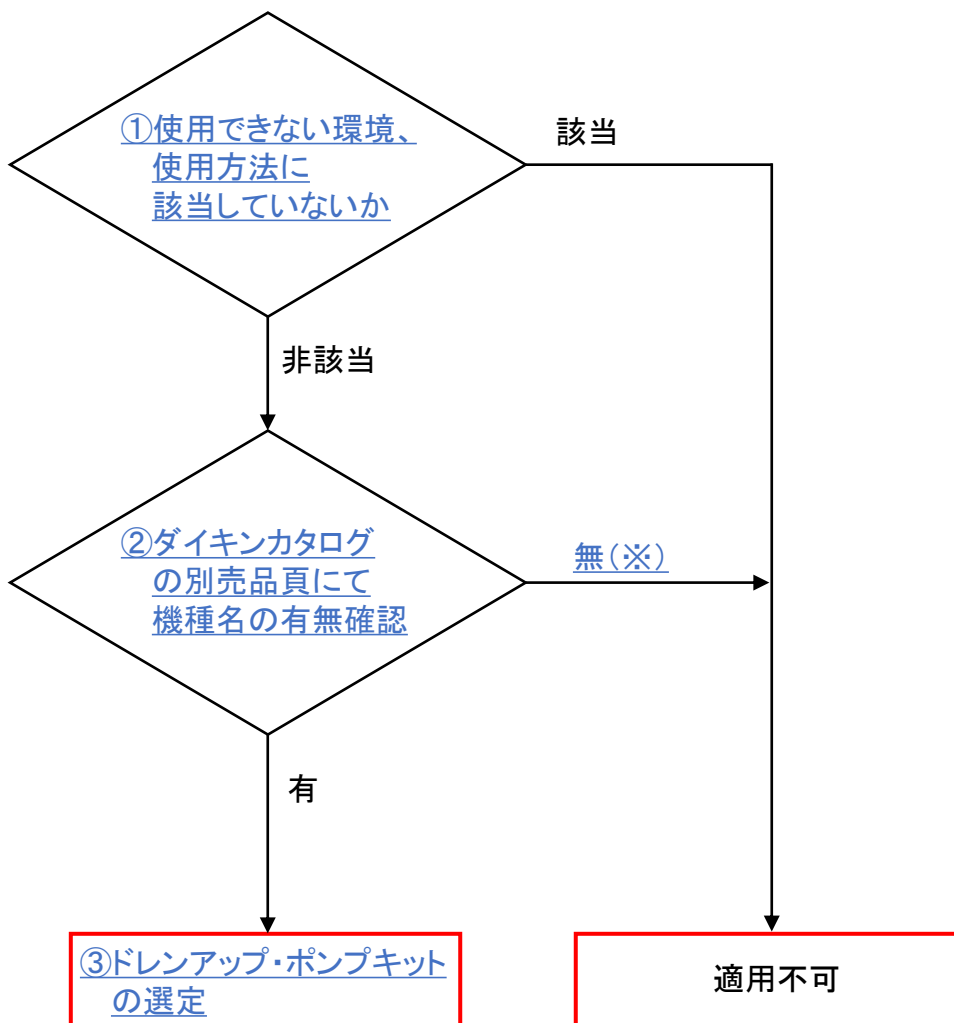 ①使用できない環境、
使用方法に
該当していないか
該当
非該当
②ダイキンカタログ
の別売品頁にて
機種名の有無確認
無(※)
有
③ドレンアップ・ポンプキット
の選定
適用不可